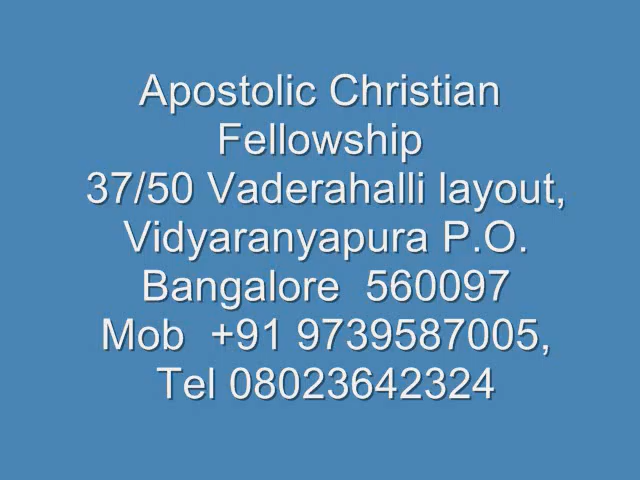 Apostolic Christian
Fellowship
37/50 Vaderahalli layout,
Vidyaranyapura P.O.
Bangalore  560097
Mob  +91 9739587005,
Tel 08023642324